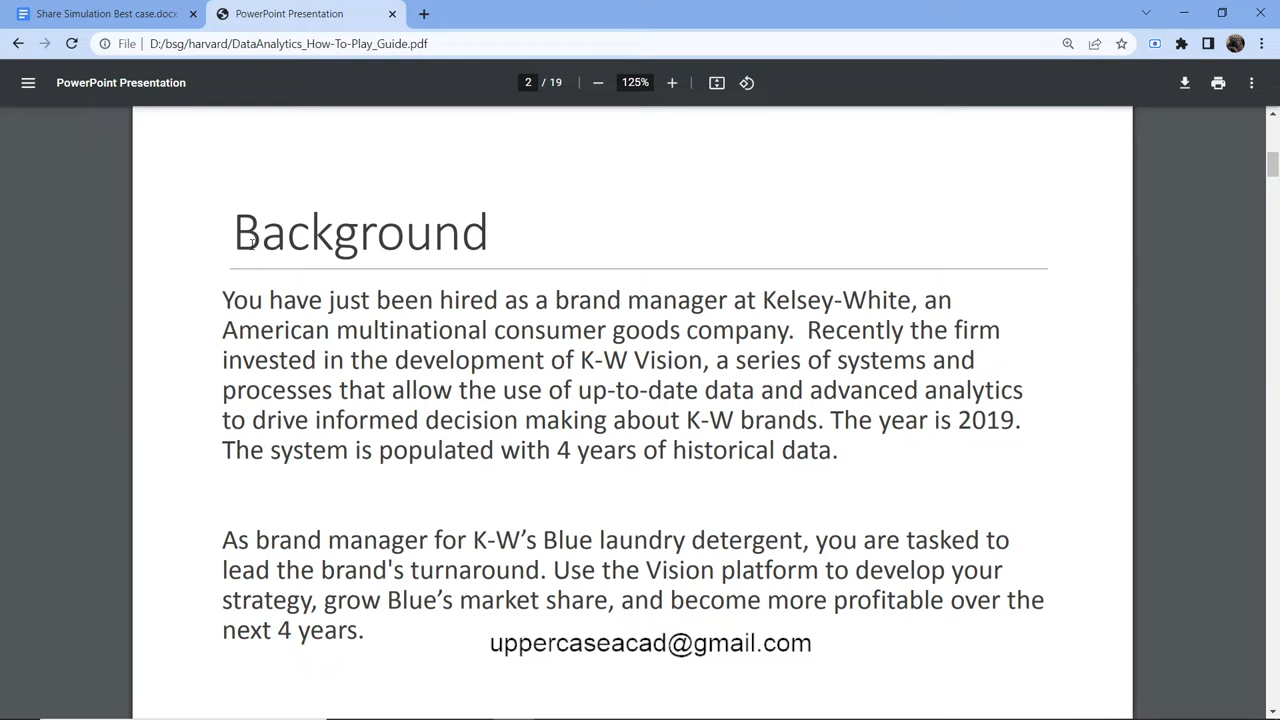 Share Simulation Best case.docx
PowerPoint Presentation
File
D:/bsg/harvard/DataAnalytics_How-To-Play_Guide.pdf
PowerPoint Presentation
2 / 19
125%
Background
You have just been hired as a brand manager at Kelsey-White, an
American multinational consumer goods company.  Recently the firm
invested in the development of K-W Vision, a series of systems and
processes that allow the use of up-to-date data and advanced analytics
to drive informed decision making about K-W brands. The year is 2019.
The system is populated with 4 years of historical data.
As brand manager for K-W’s Blue laundry detergent, you are tasked to
lead the brand's turnaround. Use the Vision platform to develop your
strategy, grow Blue’s market share, and become more profitable over the
next 4 years.
uppercaseacad@gmail.com